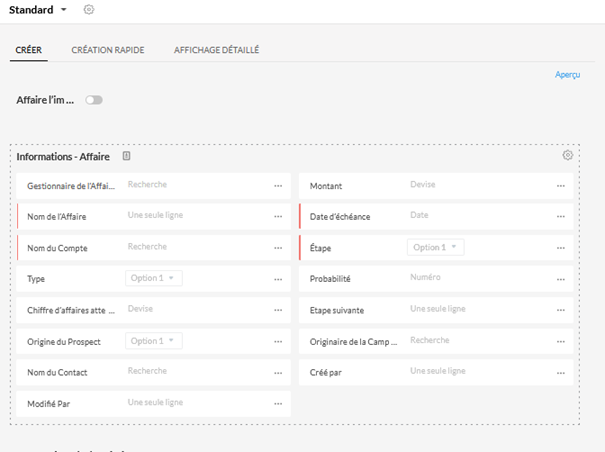 Standard
CRÉER CRÉATION RAPIDE AFFICHAGE DÉTAILLÉ
Aperçu
Affaire l'im ...
Informations - Affaire
Gestionnaire de l'Affai... Recherche ... Montant Devise ...
Nom de l'Affaire Une seule ligne ... Date d'échéance Date ...
Nom du Compte Recherche ... Étape Option 1 ...
Type Option 1 ... Probabilité Numéro ...
Chiffre d'affaires atte ... Devise ... Etape suivante Une seule ligne ...
Origine du Prospect Option 1 ... Originaire de la Camp ... Recherche ...
Nom du Contact Recherche ... Créé par Une seule ligne ...
Modifié Par Une seule ligne ...